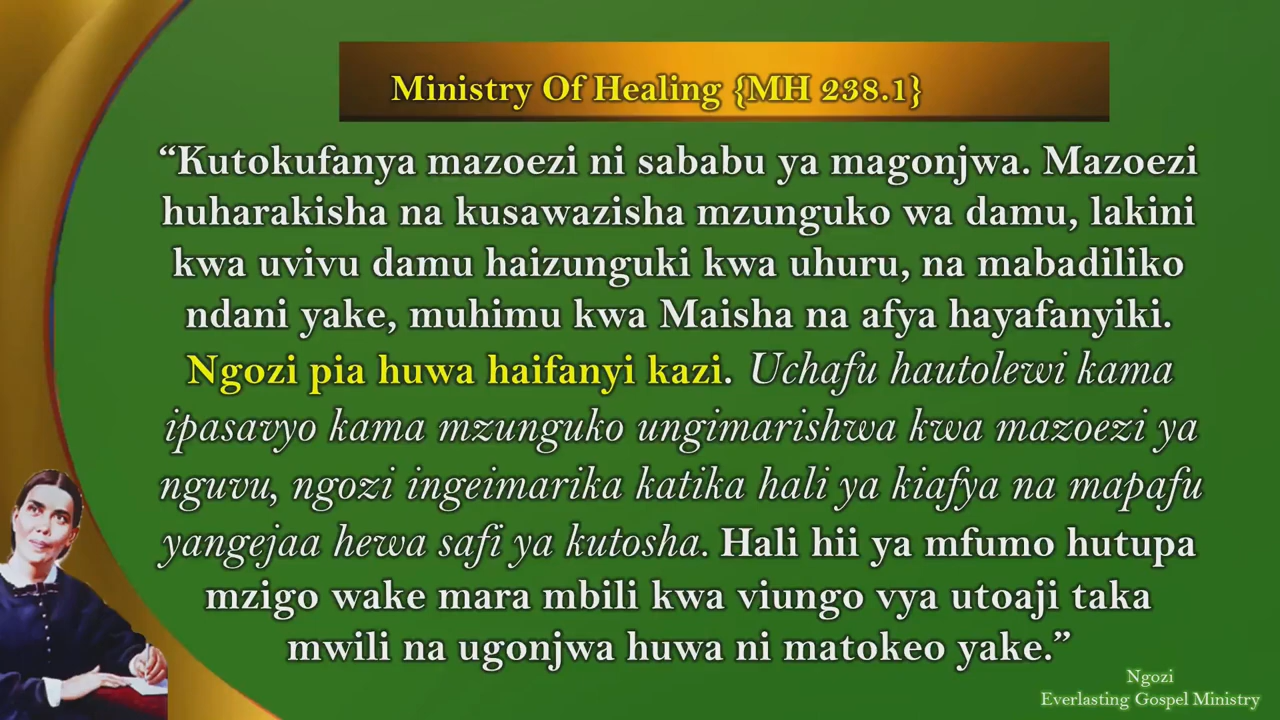 Ministry Of Healing {MH 238.1}
“Kutokufanya mazoezi ni sababu ya magonjwa. Mazoezi
huharakisha na kusawazisha mzunguko wa damu, lakini
kwa uvivu damu haizunguki kwa uhuru, na mabadiliko
ndani yake, muhimu kwa Maisha na afya hayafanyiki.
Ngozi pia huwa haifanyi kazi. Uchafu hautolewi kama
ipasavyo kama mzunguko ungimarishwa kwa mazoezi ya
nguvu, ngozi ingeimarika katika hali ya kiafya na mapafu
yangejaa hewa safi ya kutosha. Hali hii ya mfumo hutupa
mzigo wake mara mbili kwa viungo vya utoaji taka
mwili na ugonjwa huwa ni matokeo yake.”
Ngozi
Everlasting Gospel Ministry